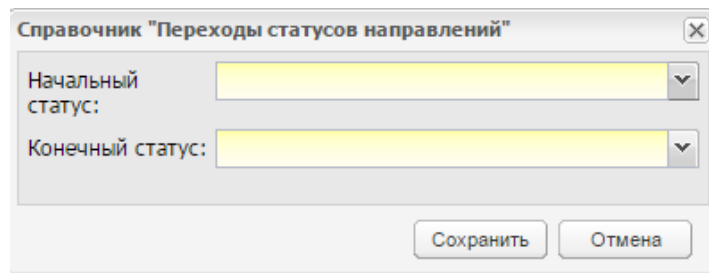 Справочник "Переходы статусов направлений"
Начальный
статус:
Конечный статус:
Сохранить
Отмена